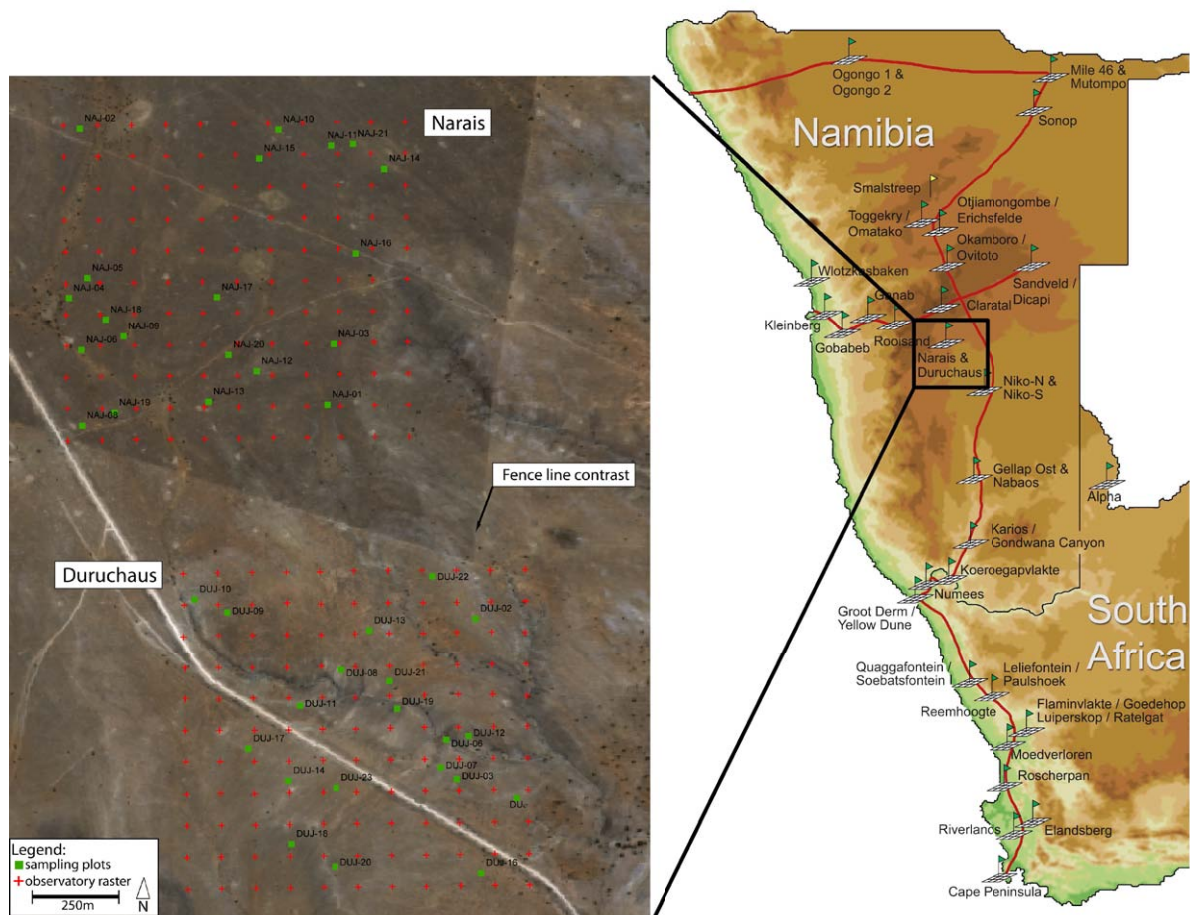 Narais
NAJ-02
NAJ-10
NAJ-11
NAJ-21
NAJ-15
NAJ-14
NAJ-16
NAJ-05
NAJ-04
NAJ-17
NAJ-18
NAJ-09
NAJ-06
NAJ-03
NAJ-20
NAJ-12
NAJ-13
NAJ-01
NAJ-19
NAJ-08
Fence line contrast
Duruchaus
DUJ-22
DUJ-10
DUJ-09
DUJ-02
DUJ-13
DUJ-08
DUJ-21
DUJ-11
DUJ-19
DUJ-12
DUJ-06
DUJ-17
DUJ-07
DUJ-03
DUJ-14
DUJ-23
DUJ-18
DUJ-20
DUJ-16
Legend:
sampling plots
observatory raster
250m
N
Ogongo 1 &
Ogongo 2
Mile 46 &
Mutompo
Sonop
Namibia
Smalstreep
Toggekry /
Omatako
Otjiamongombe /
Erichsfelde
Okamboro /
Ovitoto
Wlotzkasbaken
Sandveld /
Dicapi
Ganab
Claratal
Kleinberg
Gobabeb
Rooisand
Narais &
Duruchaus
Niko-N &
Niko-S
Gellap Ost &
Nabaos
Alpha
Karios /
Gondwana Canyon
Koeroegapvlakte
Numees
Groot Derm /
Yellow Dune
South
Africa
Quaggafontein /
Soebatsfontein
Leliefontein /
Paulshoek
Reemhoogte
Flaminvlakte / Goedehop
Luiperskop / Ratelgat
Moedverloren
Roscherpan
Riverlands
Elandsberg
Cape Peninsula